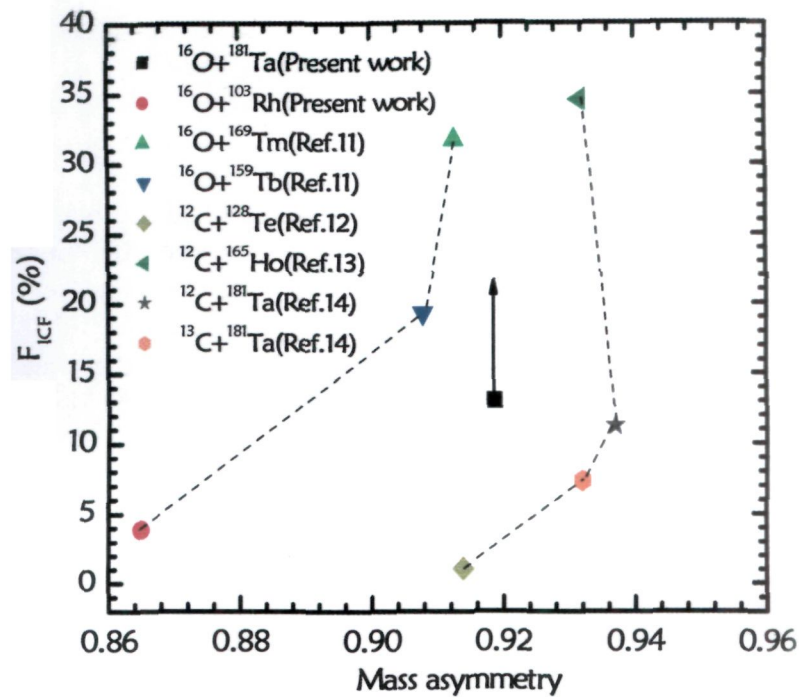 40
35
30
25
20
15
10
5
0
F_ICF (%)
¹⁶O+¹⁸¹Ta(Present work)
¹⁶O+¹⁰³Rh(Present work)
¹⁶O+¹⁶⁹Tm(Ref.11)
¹⁶O+¹⁵⁹Tb(Ref.11)
¹²C+¹²⁸Te(Ref.12)
¹²C+¹⁶⁵Ho(Ref.13)
¹²C+¹⁸¹Ta(Ref.14)
¹³C+¹⁸¹Ta(Ref.14)
0.86 0.88 0.90 0.92 0.94 0.96
Mass asymmetry